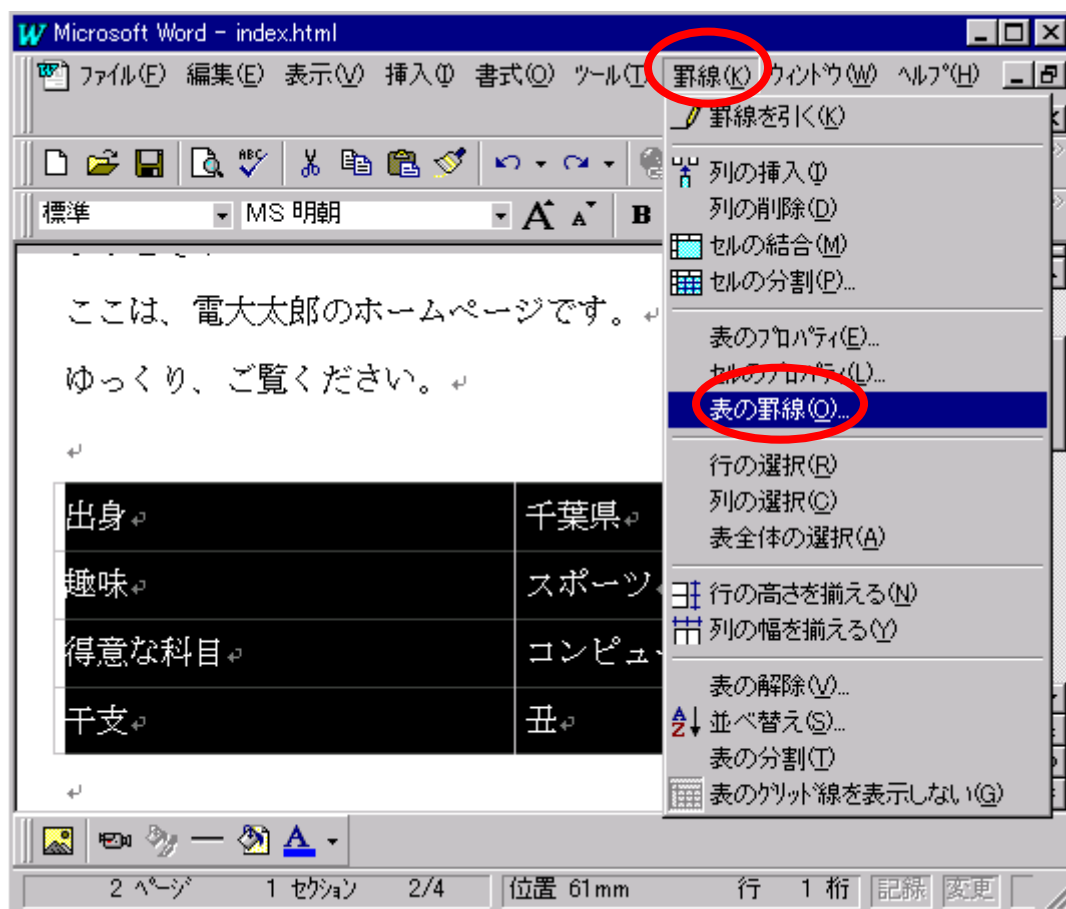 Microsoft Word - index.html
ﾌｧｲﾙ(F) 編集(E) 表示(V) 挿入(I) 書式(O) ﾂｰﾙ(T) 罫線(K) ｳｨﾝﾄﾞｳ(W) ﾍﾙﾌﾟ(H)
罫線を引く(K)
列の挿入(I)
列の削除(D)
ｾﾙの結合(M)
ｾﾙの分割(P)...
表のﾌﾟﾛﾊﾟﾃｨ(E)...
ｾﾙのﾌﾟﾛﾊﾟﾃｨ(L)...
表の罫線(O)...
行の選択(R)
列の選択(C)
表全体の選択(A)
行の高さを揃える(N)
列の幅を揃える(Y)
表の解除(V)...
並べ替え(S)...
表の分割(T)
表のｸﾞﾘｯﾄﾞ線を表示しない(G)
標準 MS 明朝 A A B
ここは、電大太郎のホームページです。
ゆっくり、ご覧ください。
出身 千葉県
趣味 スポーツ
得意な科目 コンピュー
干支 丑
2 ﾍﾟｰｼﾞ 1 ｾｸｼｮﾝ 2/4 位置 61mm 行 1 桁 記録 変更